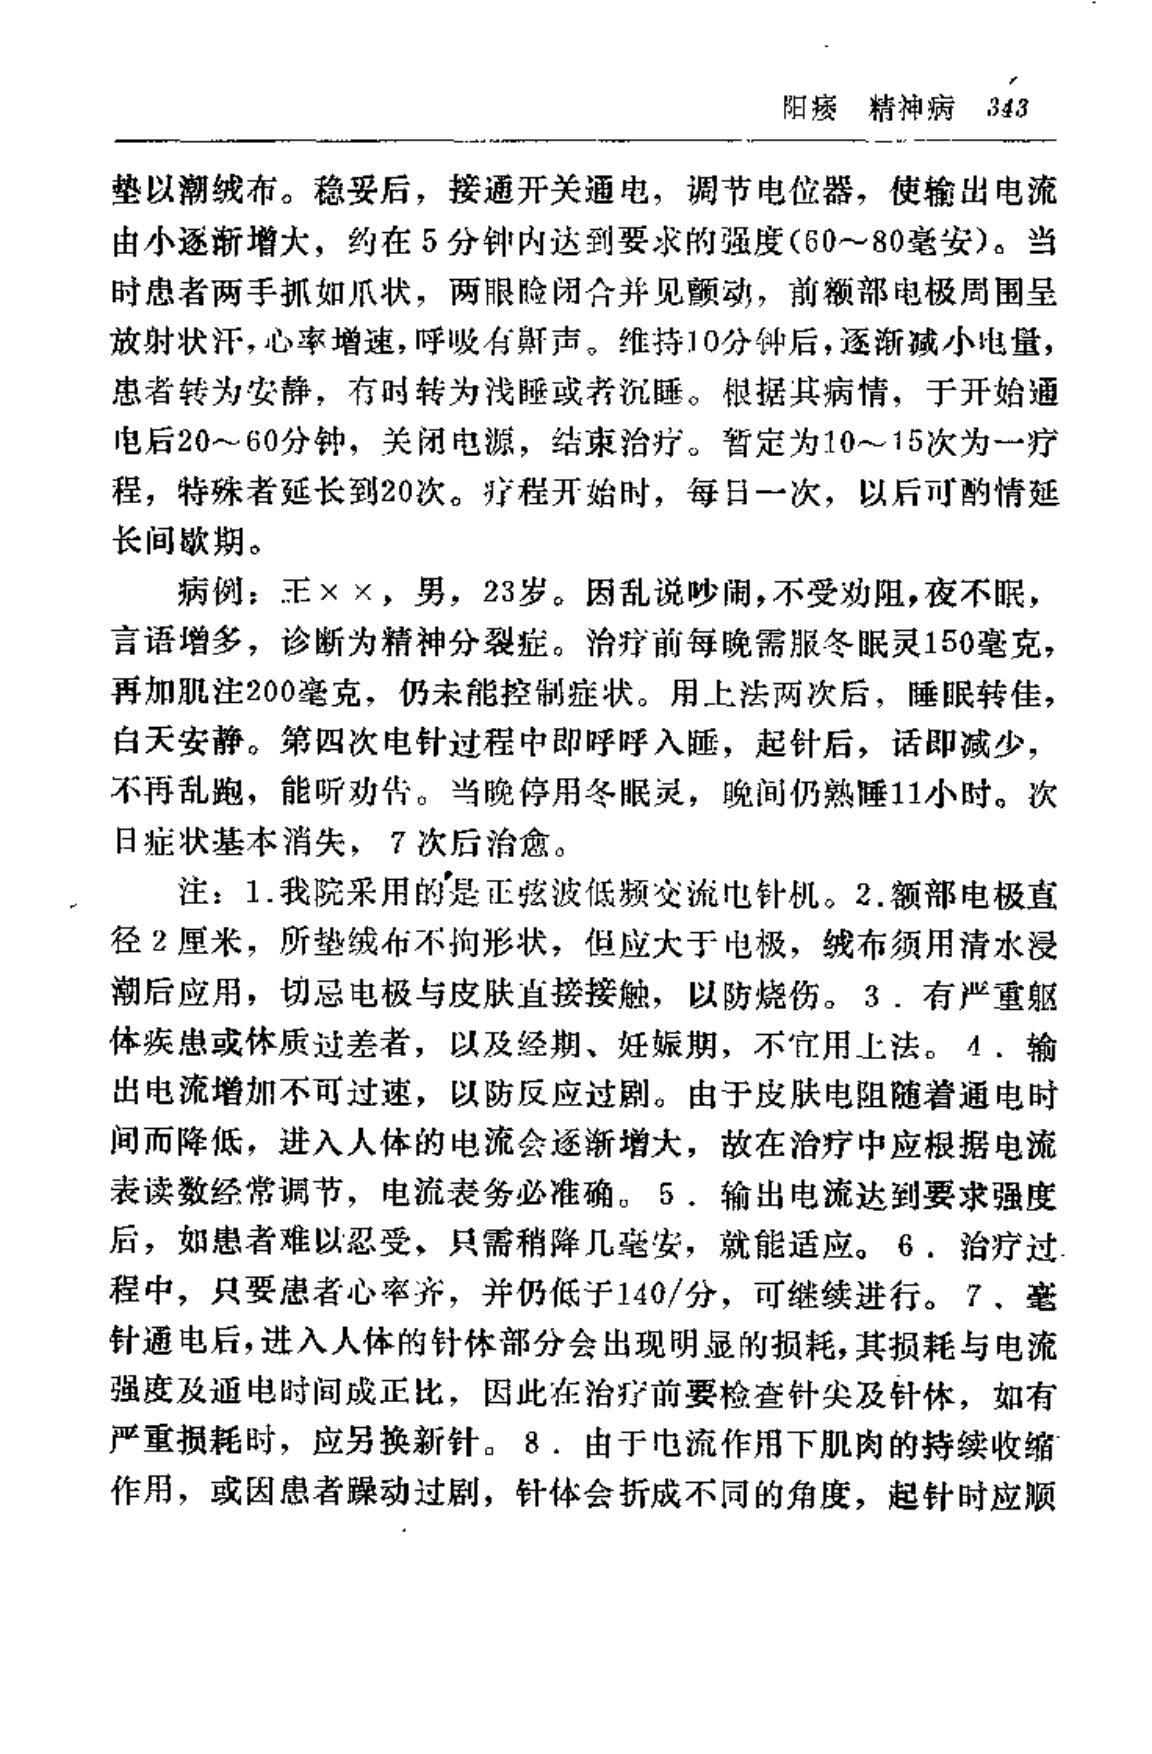 阳痿　精神病　343
垫以潮绒布。稳妥后，接通开关通电，调节电位器，使输出电流
由小逐渐增大，约在5分钟内达到要求的强度(60～80毫安)。当
时患者两手抓如爪状，两眼睑闭合并见颤动，前额部电极周围呈
放射状汗，心率增速，呼吸有鼾声。维持10分钟后，逐渐减小电量，
患者转为安静，有时转为浅睡或者沉睡。根据其病情，于开始通
电后20～60分钟，关闭电源，结束治疗。暂定为10～15次为一疗
程，特殊者延长到20次。疗程开始时，每日一次，以后可酌情延
长间歇期。
病例：王××，男，23岁。因乱说吵闹，不受劝阻，夜不眠，
言语增多，诊断为精神分裂症。治疗前每晚需服冬眠灵150毫克，
再加肌注200毫克，仍未能控制症状。用上法两次后，睡眠转佳，
白天安静。第四次电针过程中即呼呼入睡，起针后，话即减少，
不再乱跑，能听劝告。当晚停用冬眠灵，晚间仍熟睡11小时。次
日症状基本消失，7次后治愈。
注：1.我院采用的是正弦波低频交流电针机。2.额部电极直
径2厘米，所垫绒布不拘形状，但应大于电极，绒布须用清水浸
潮后应用，切忌电极与皮肤直接接触，以防烧伤。3．有严重躯
体疾患或体质过差者，以及经期、妊娠期，不宜用上法。4．输
出电流增加不可过速，以防反应过剧。由于皮肤电阻随着通电时
间而降低，进入人体的电流会逐渐增大，故在治疗中应根据电流
表读数经常调节，电流表务必准确。5．输出电流达到要求强度
后，如患者难以忍受、只需稍降几毫安，就能适应。6．治疗过
程中，只要患者心率齐，并仍低于140/分，可继续进行。7、毫
针通电后，进入人体的针体部分会出现明显的损耗，其损耗与电流
强度及通电时间成正比，因此在治疗前要检查针尖及针体，如有
严重损耗时，应另换新针。8．由于电流作用下肌肉的持续收缩
作用，或因患者躁动过剧，针体会折成不同的角度，起针时应顺